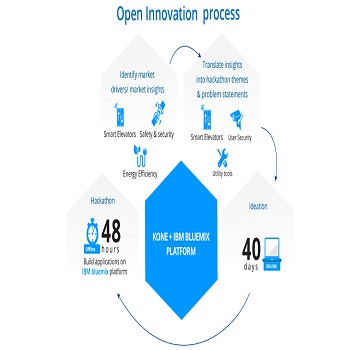 Open Innovation process
Identify market
drivers/ market insights
Smart Elevators
Safety & security
Energy Efficiency
Translate insights
into hackathon themes
& problem statements
Smart Elevators
User Security
Utility tools
Hackathon
Offline
48
hours
Build applications on
IBM bluemix platform
KONE + IBM BLUEMIX
PLATFORM
Ideation
40
days
ONLINE